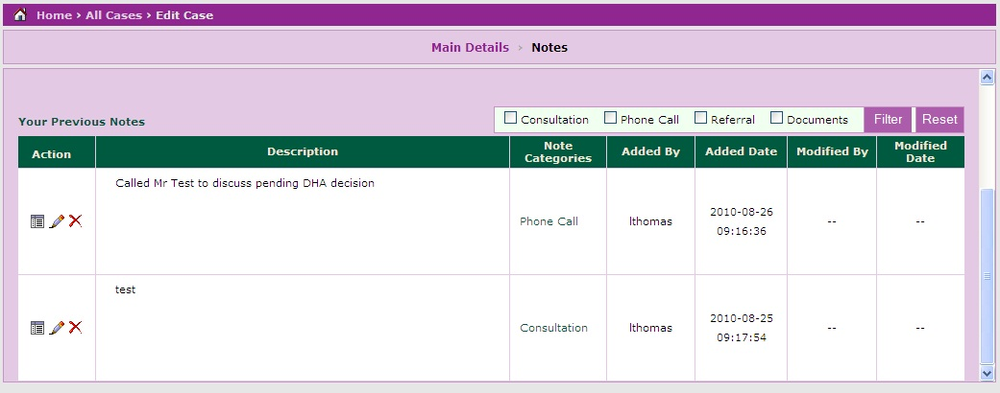 Home › All Cases › Edit Case
Main Details › Notes
Your Previous Notes
Consultation Phone Call Referral Documents Filter Reset
Action Description Note Categories Added By Added Date Modified By Modified Date
Called Mr Test to discuss pending DHA decision
Phone Call lthomas 2010-08-26 09:16:36 -- --
test
Consultation lthomas 2010-08-25 09:17:54 -- --